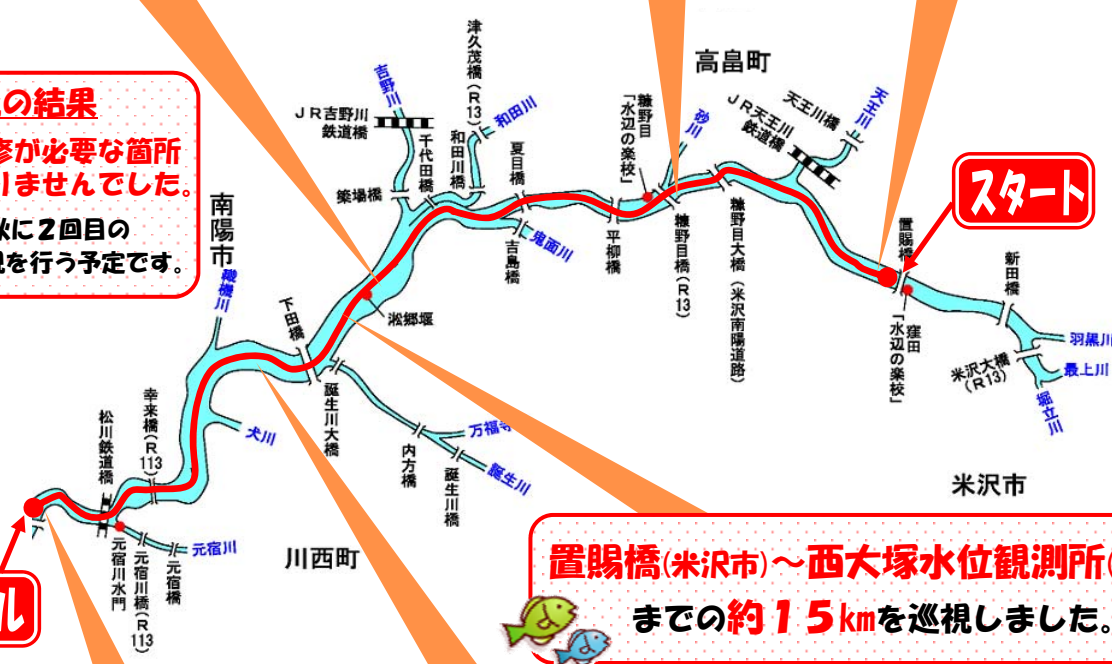 の結果
修が必要な箇所
りませんでした。
秋に２回目の
視を行う予定です。
南陽市
高畠町
米沢市
川西町
スタート
ル
吉野川
ＪＲ吉野川
鉄道橋
簗場橋
千代田橋
和田川橋
津久茂橋（Ｒ13）
和田川
夏目橋
吉島橋
鬼面川
平柳橋
糠野目
「水辺の楽校」
砂川
糠野目橋（Ｒ13）
糠野目大橋（米沢南陽道路）
ＪＲ天王川
鉄道橋
天王川橋
天王川
置賜橋
窪田
「水辺の楽校」
新田橋
米沢大橋
（Ｒ13）
羽黒川
最上川
堀立川
淞郷堰
下田橋
誕生川大橋
内方橋
万福寺
誕生川橋
誕生川
犬川
幸来橋（Ｒ113）
松川鉄道橋
元宿川水門
元宿川橋（Ｒ113）
元宿橋
元宿川
置賜橋(米沢市)～西大塚水位観測所(
までの約１５kmを巡視しました。